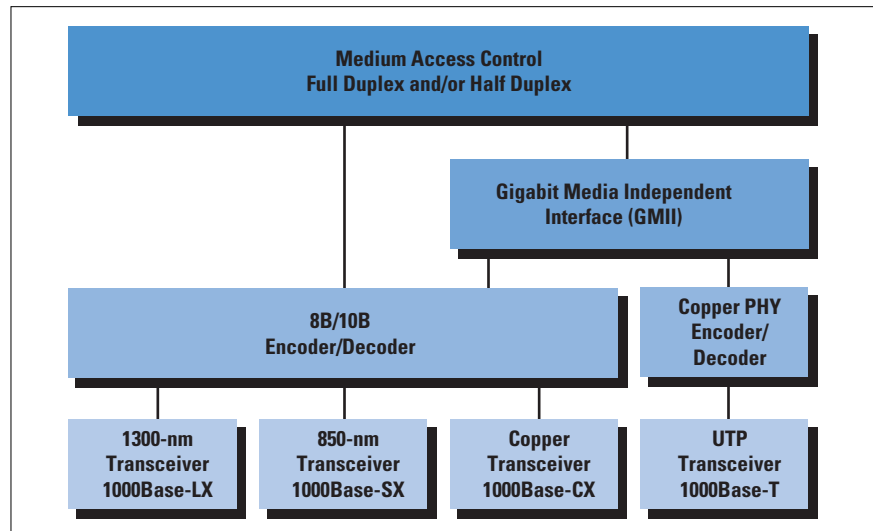 Medium Access Control
Full Duplex and/or Half Duplex
Gigabit Media Independent
Interface (GMII)
8B/10B
Encoder/Decoder
Copper PHY
Encoder/
Decoder
1300-nm
Transceiver
1000Base-LX
850-nm
Transceiver
1000Base-SX
Copper
Transceiver
1000Base-CX
UTP
Transceiver
1000Base-T